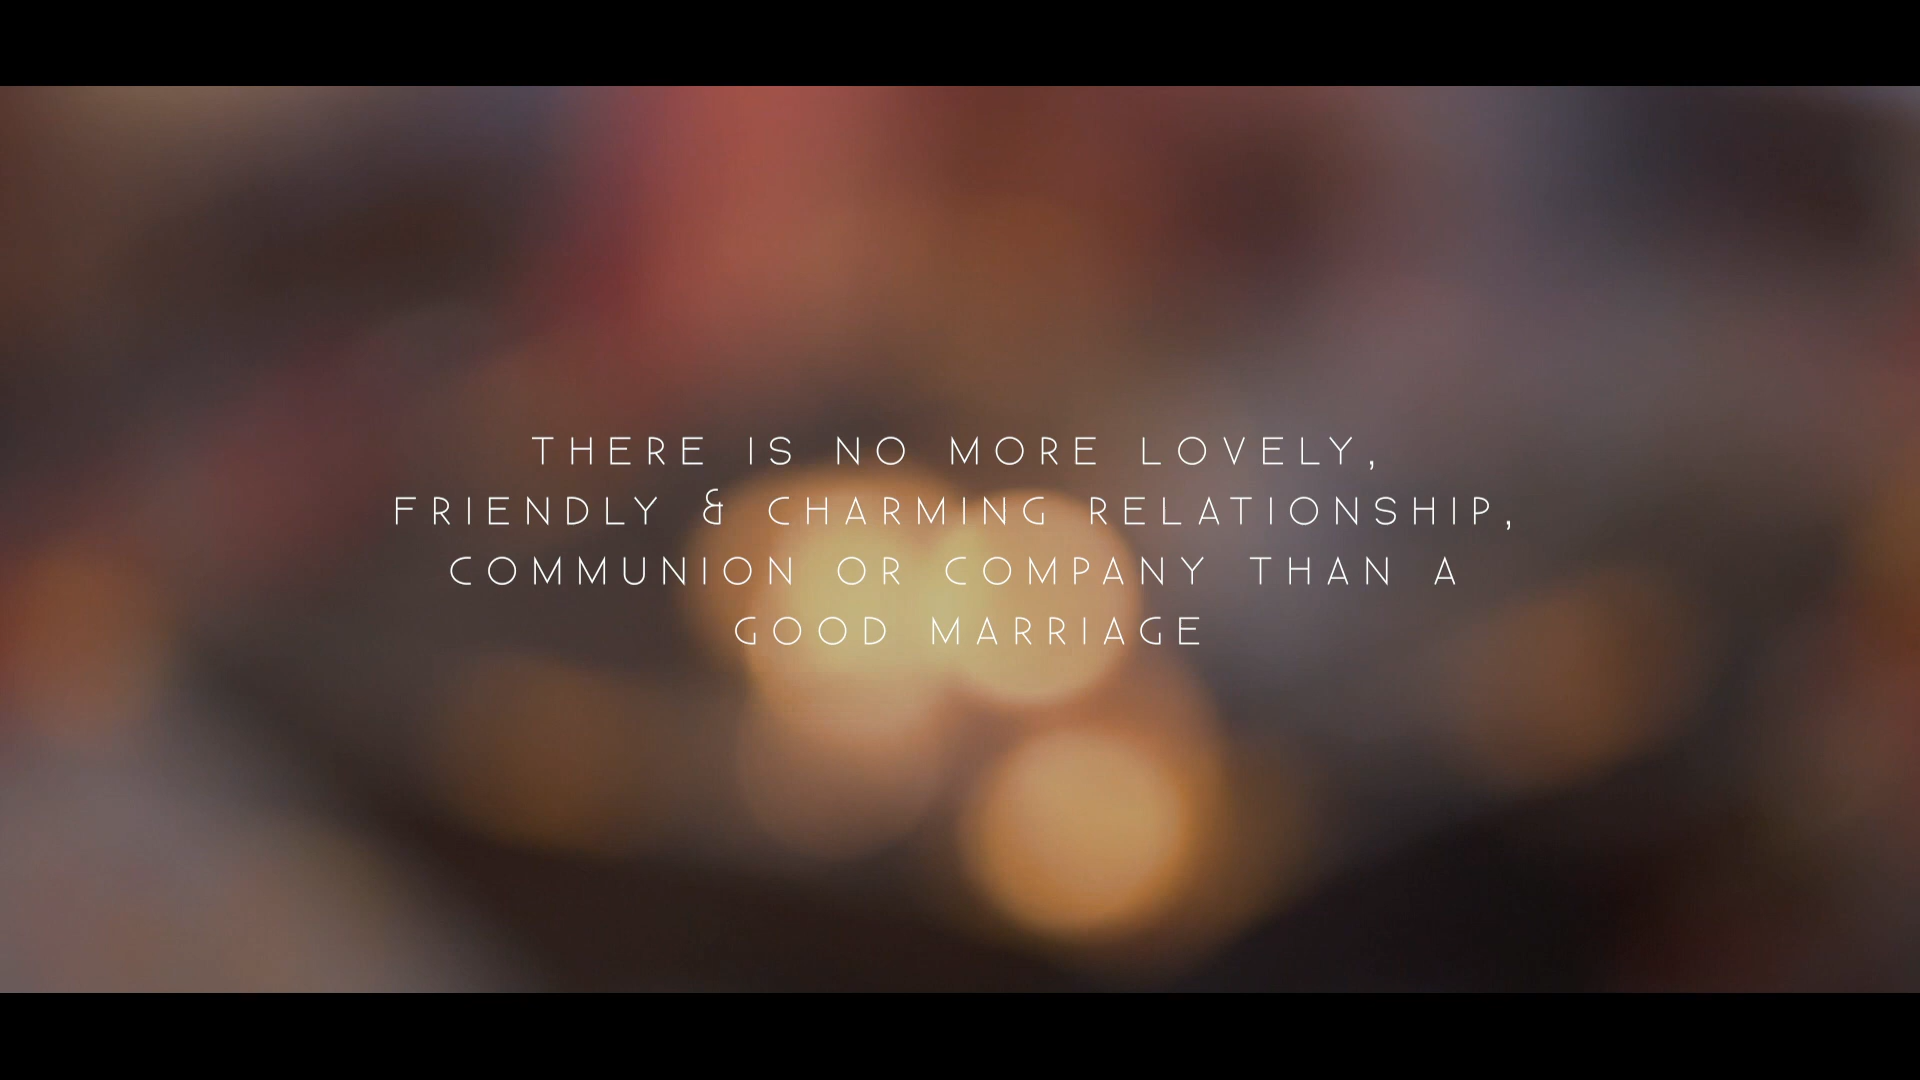 THERE IS NO MORE LOVELY,
FRIENDLY & CHARMING RELATIONSHIP,
COMMUNION OR COMPANY THAN A
GOOD MARRIAGE